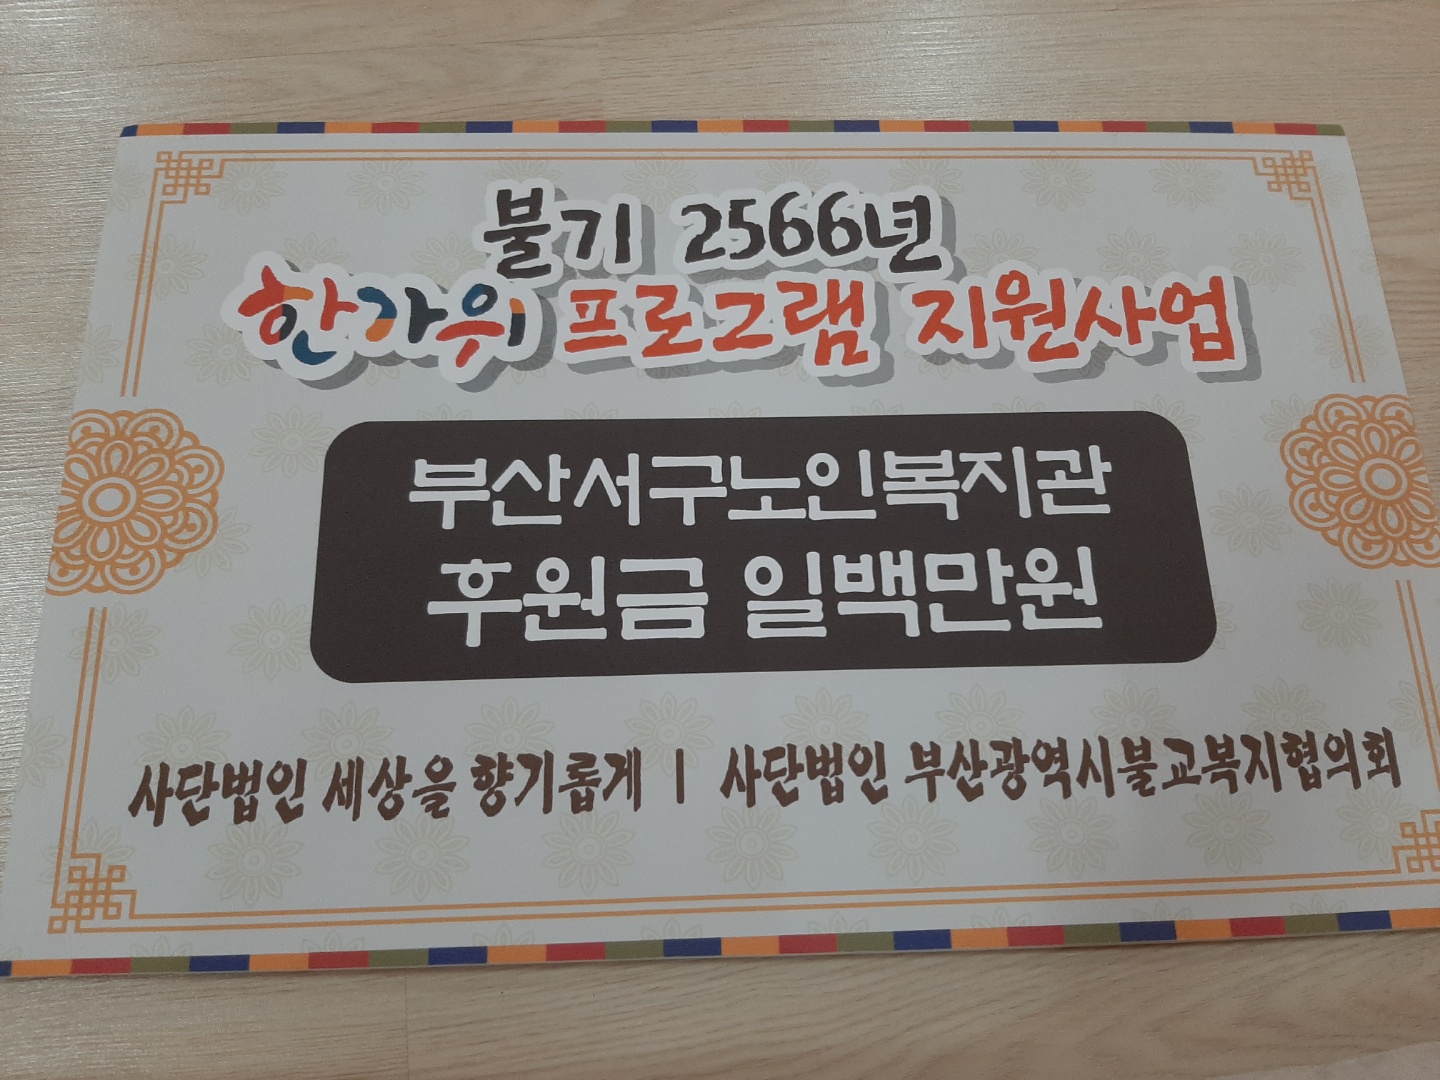 불기 2566년
한가위 프로그램 지원사업
부산서구노인복지관
후원금 일백만원
사단법인 세상을 향기롭게 | 사단법인 부산광역시불교복지협의회